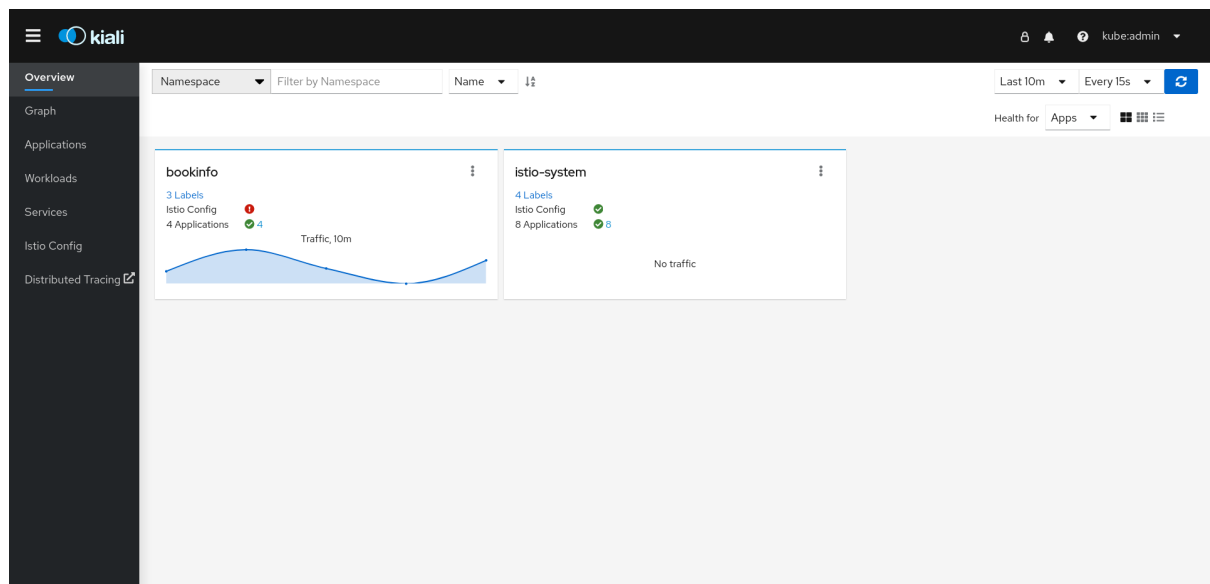 kiali
kube:admin
Overview
Graph
Applications
Workloads
Services
Istio Config
Distributed Tracing
Namespace
Filter by Namespace
Name
Last 10m
Every 15s
Health for
Apps
bookinfo
3 Labels
Istio Config
4 Applications 4
Traffic, 10m
istio-system
4 Labels
Istio Config
8 Applications 8
No traffic